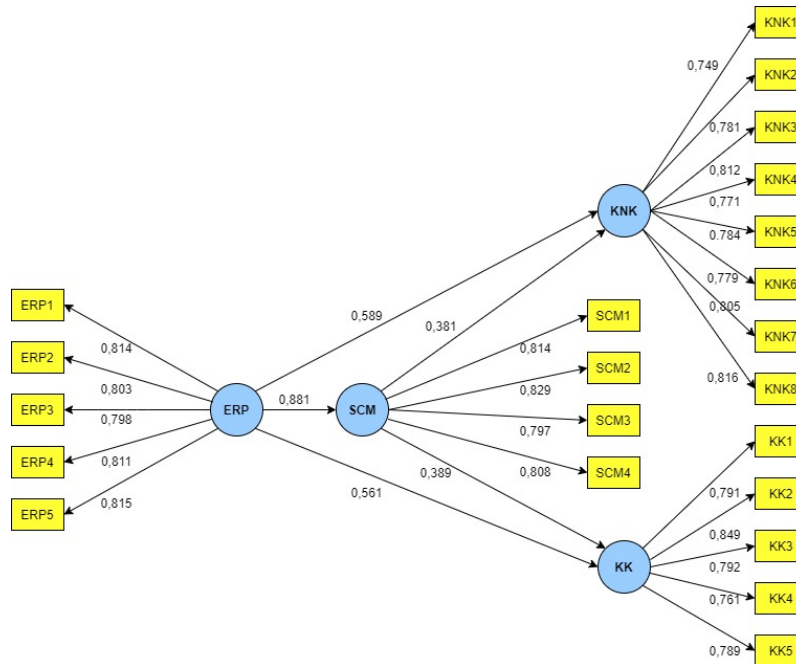 KNK1
0,749
KNK2
0,781
KNK3
0,812
KNK4
0,771
KNK
0.784
KNK5
0,779
KNK6
0,805
KNK7
0,816
KNK8
ERP1
0,589
SCM1
0,381
0,814
0,814
ERP2
SCM2
0,803
0,829
ERP3
ERP
0,881
SCM
0,798
0,797
SCM3
KK1
ERP4
0,811
0,389
0,808
SCM4
0,815
0,561
0,791
KK2
ERP5
0,849
KK3
KK
0,792
0,761
KK4
0,789
KK5